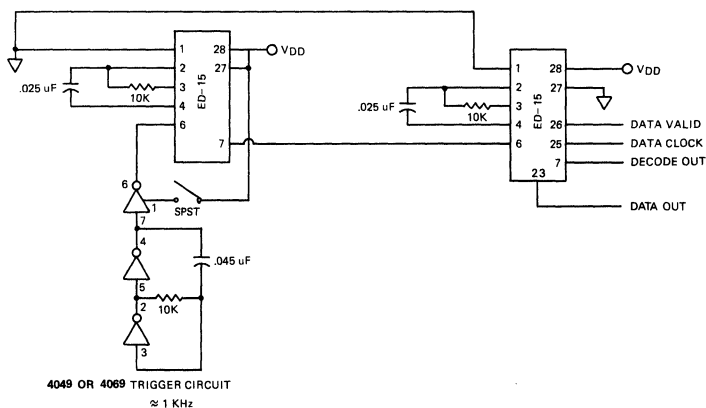 1
28
VDD
2
27
.025 uF
3
10K
4
ED-15
6
7
1
28
VDD
2
27
.025 uF
3
10K
4
ED-15
26
DATA VALID
25
DATA CLOCK
6
7
DECODE OUT
23
DATA OUT
6
1
SPST
7
4
.045 uF
5
2
10K
3
4049 OR 4069 TRIGGER CIRCUIT
≈ 1 KHz